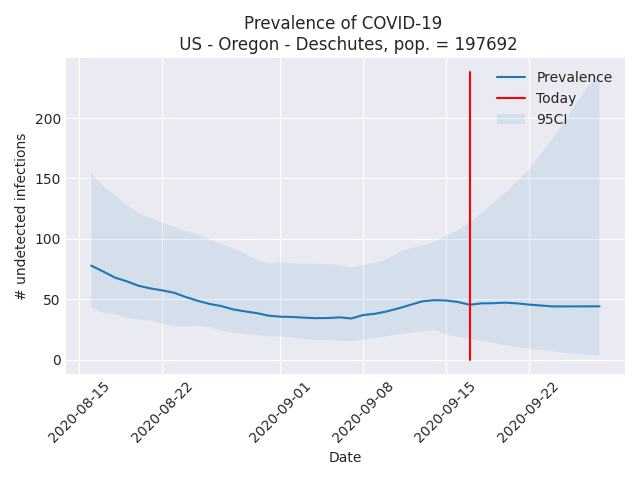 Prevalence of COVID-19
US - Oregon - Deschutes, pop. = 197692
Prevalence
Today
95CI
# undetected infections
200
150
100
50
0
2020-08-15
2020-08-22
2020-09-01
2020-09-08
2020-09-15
2020-09-22
Date